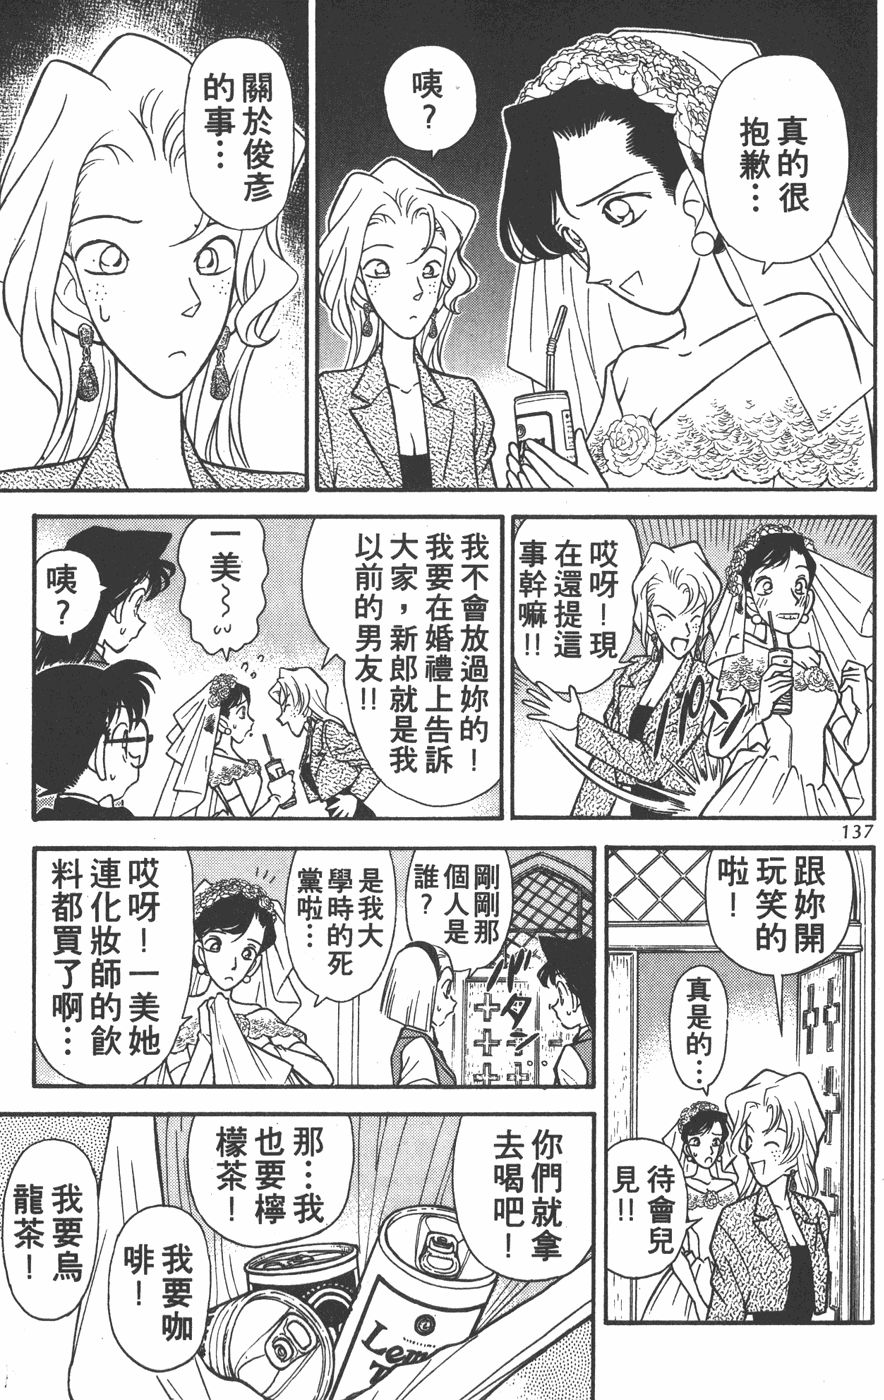 真的很
抱歉…
咦?
關於俊彥
的事…
哎呀!現
在還提這
事幹嘛!!
パン
我不會放過妳的!
我要在婚禮上告訴
大家,新郎就是我
以前的男友!!
一美~~
咦?
137
跟妳開
玩笑的
啦!
真是的…
待會兒
見!!
剛剛那
個人是
誰?
バタン
是我大
學時的死
黨啦…
哎呀!一美她
連化妝師的飲
料都買了啊…
你們就拿
去喝吧!
那…我
也要檸
檬茶!
我要咖
啡!
我要烏
龍茶!
Lem
T